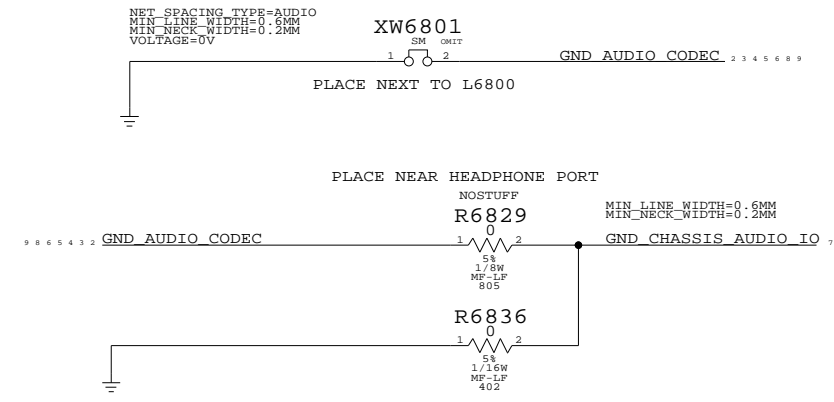 NET_SPACING_TYPE=AUDIO
MIN_LINE_WIDTH=0.6MM
MIN_NECK_WIDTH=0.2MM
VOLTAGE=0V
XW6801
SM OMIT
1 2
GND_AUDIO_CODEC 2 3 4 5 6 8 9
PLACE NEXT TO L6800
PLACE NEAR HEADPHONE PORT
NOSTUFF
R6829
0
MIN_LINE_WIDTH=0.6MM
MIN_NECK_WIDTH=0.2MM
9 8 6 5 4 3 2 GND_AUDIO_CODEC
1 2
GND_CHASSIS_AUDIO_IO 7
5%
1/8W
MF-LF
805
R6836
0
1 2
5%
1/16W
MF-LF
402